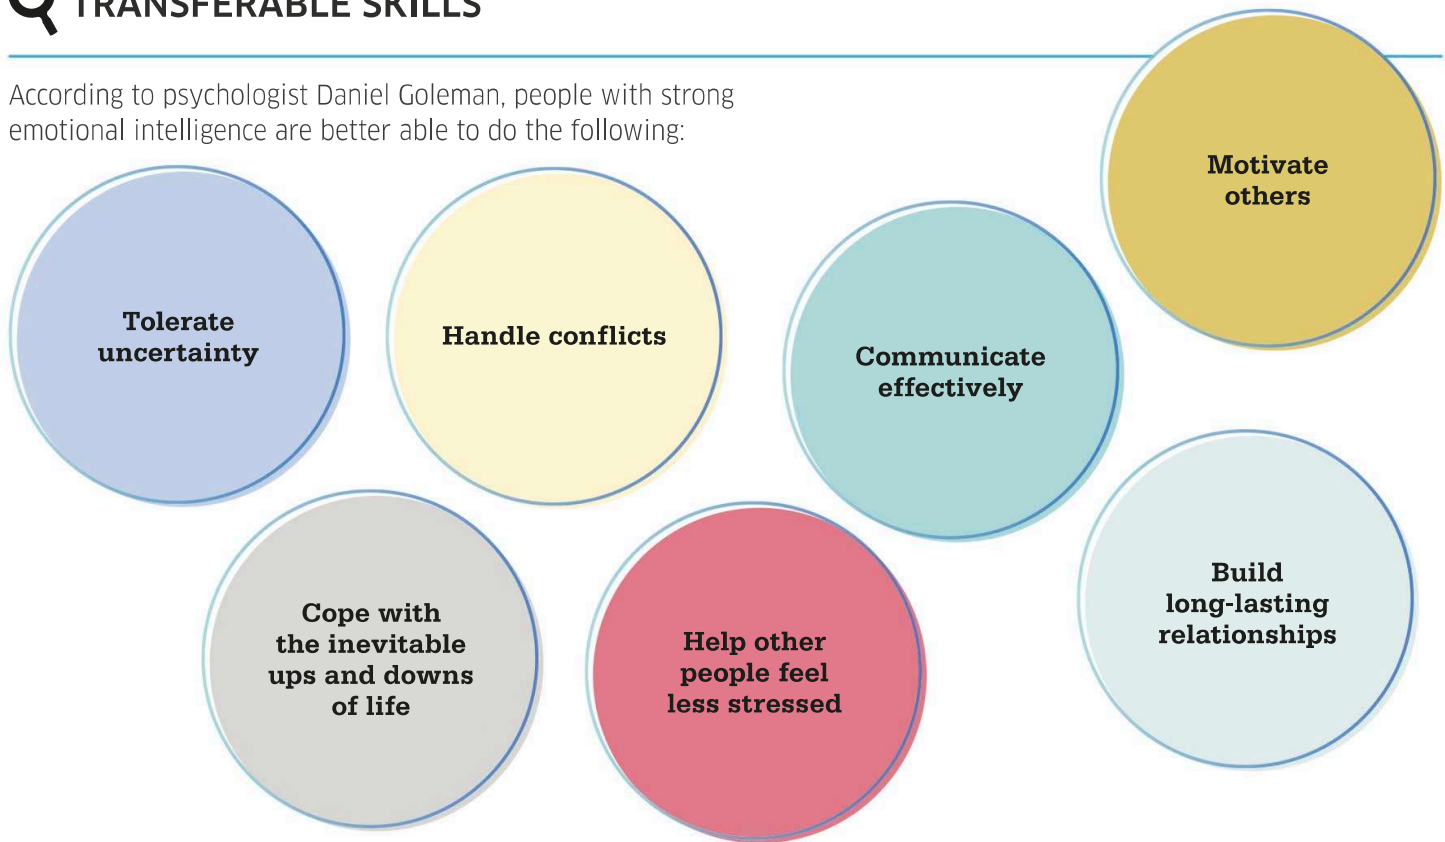 TRANSFERABLE SKILLS
According to psychologist Daniel Goleman, people with strong
emotional intelligence are better able to do the following:
Tolerate
uncertainty
Handle conflicts
Communicate
effectively
Motivate
others
Cope with
the inevitable
ups and downs
of life
Help other
people feel
less stressed
Build
long-lasting
relationships